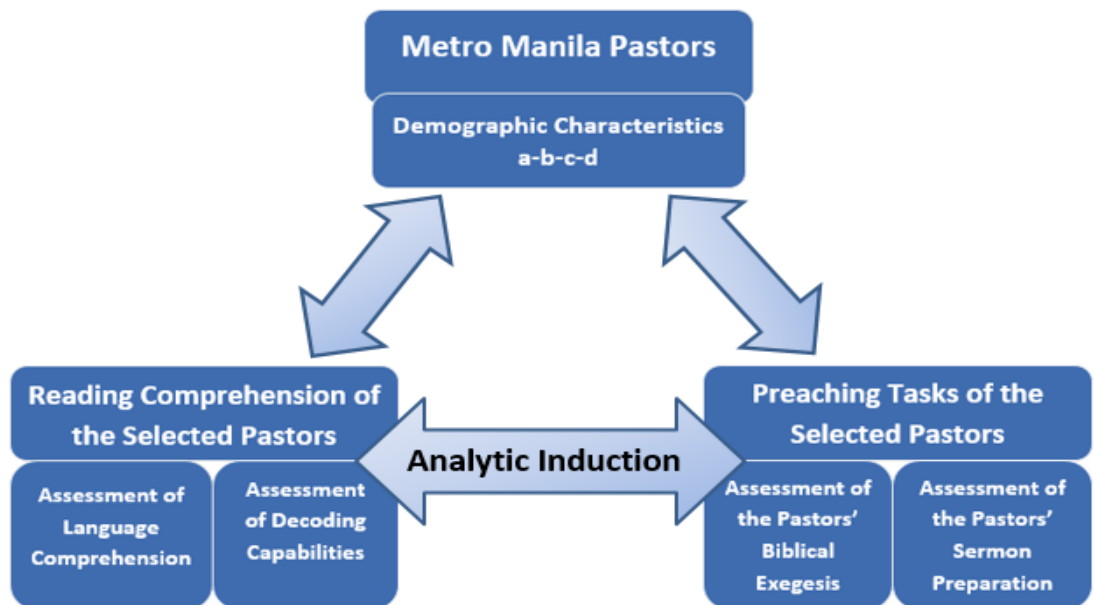 Metro Manila Pastors
Demographic Characteristics
a-b-c-d
Reading Comprehension of
the Selected Pastors
Assessment of
Language
Comprehension
Assessment
of Decoding
Capabilities
Analytic Induction
Preaching Tasks of the
Selected Pastors
Assessment of
the Pastors’
Biblical
Exegesis
Assessment of
the Pastors’
Sermon
Preparation